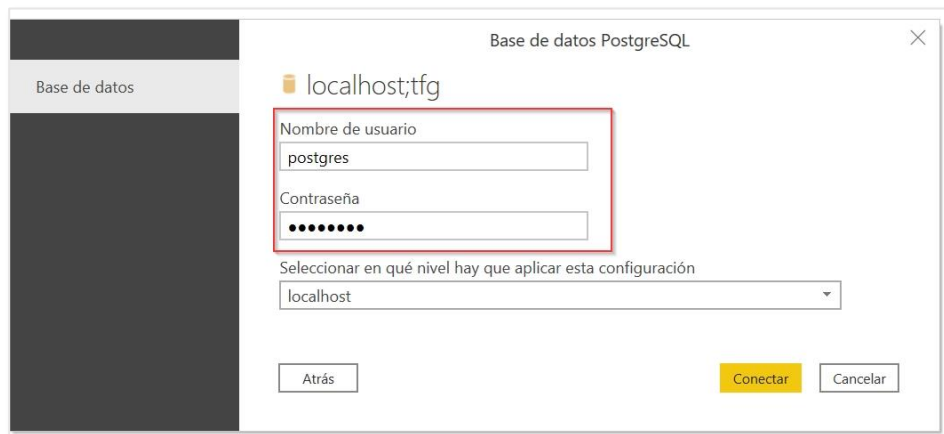 Base de datos PostgreSQL
Base de datos
localhost;tfg
Nombre de usuario
postgres
Contraseña
••••••••
Seleccionar en qué nivel hay que aplicar esta configuración
localhost
Atrás
Conectar
Cancelar